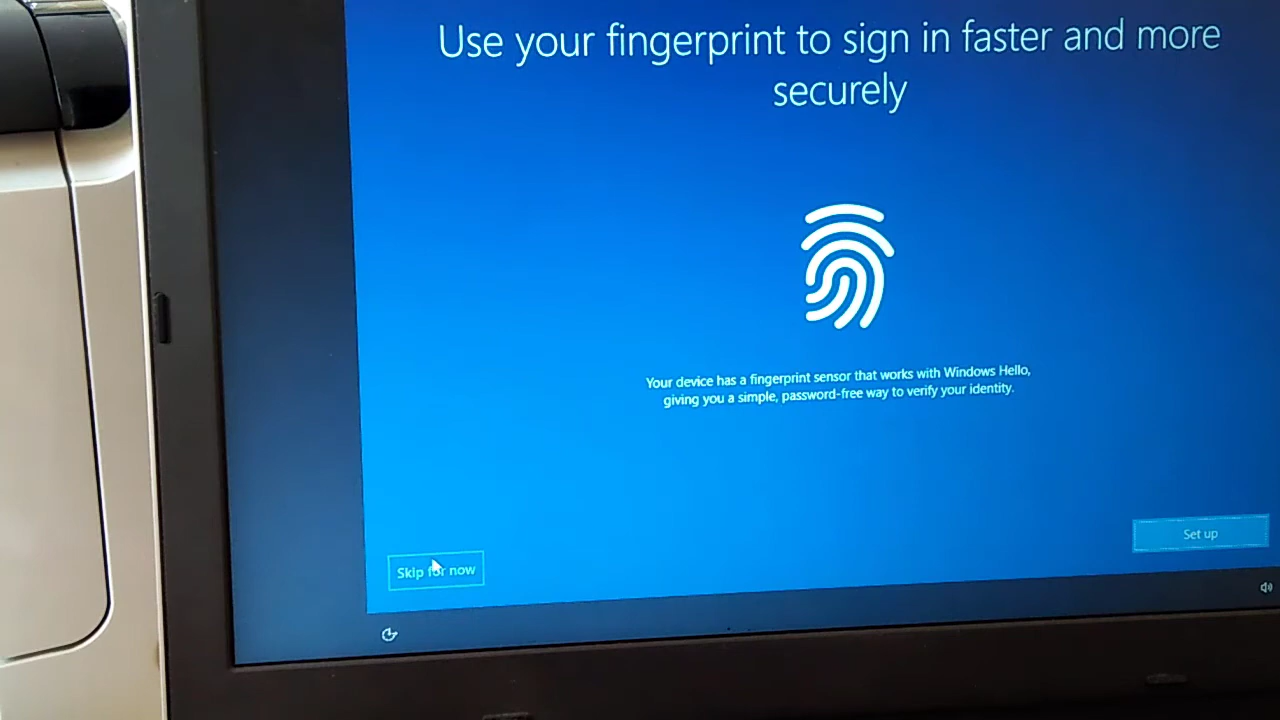 Use your fingerprint to sign in faster and more
securely
Your device has a fingerprint sensor that works with Windows Hello,
giving you a simple, password-free way to verify your identity.
Set up
Skip for now